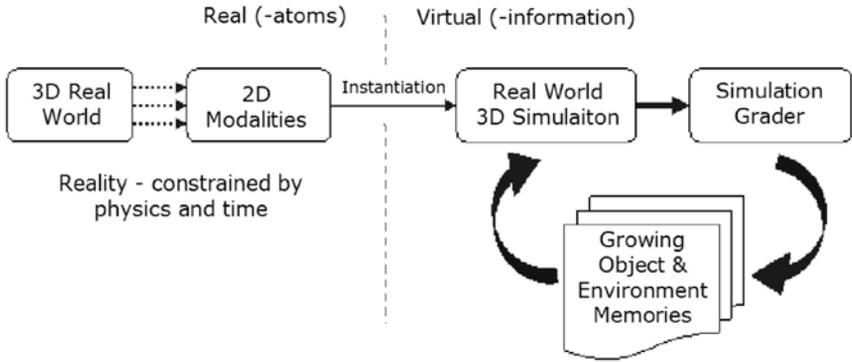 Real (-atoms)
Virtual (-information)
3D Real
World
2D
Modalities
Instantiation
Real World
3D Simulaiton
Simulation
Grader
Reality - constrained by
physics and time
Growing
Object &
Environment
Memories